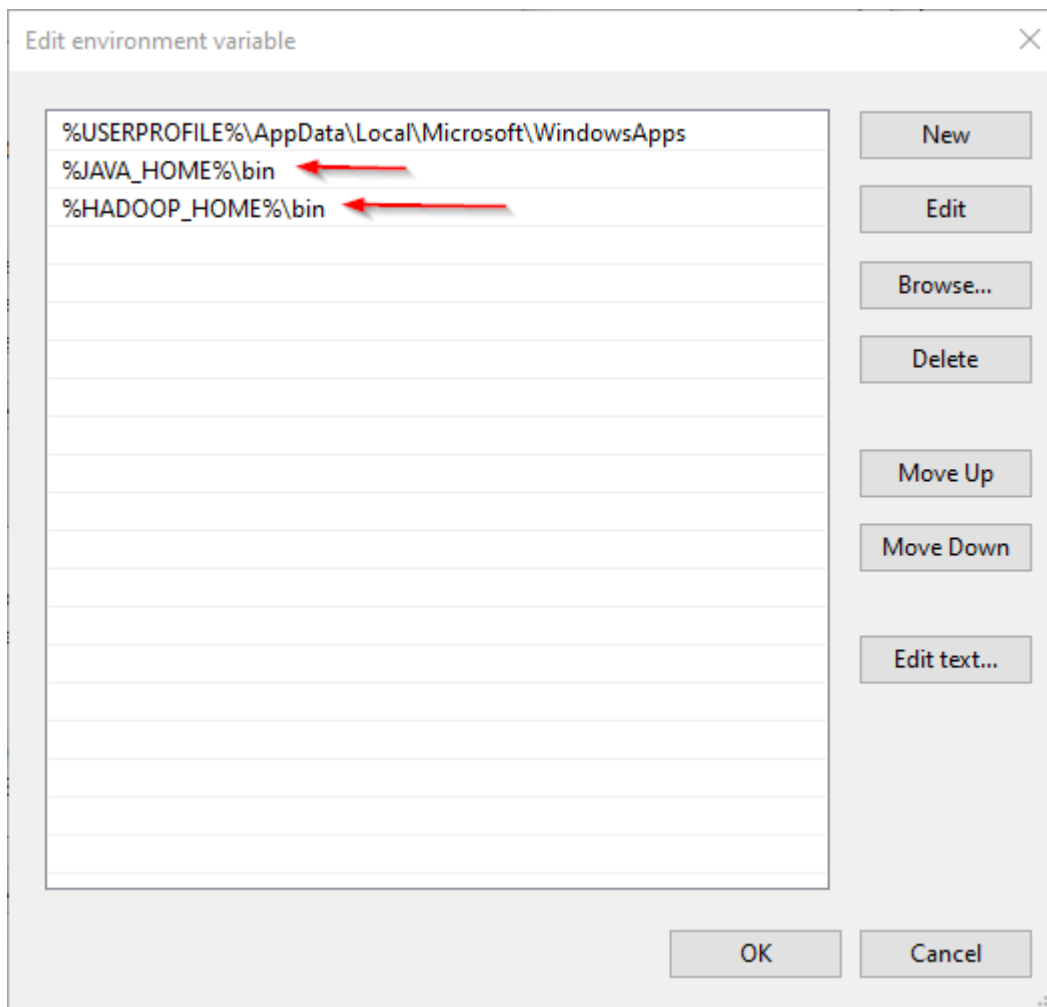 Edit environment variable
%USERPROFILE%\AppData\Local\Microsoft\WindowsApps
%JAVA_HOME%\bin
%HADOOP_HOME%\bin
New
Edit
Browse...
Delete
Move Up
Move Down
Edit text...
OK
Cancel